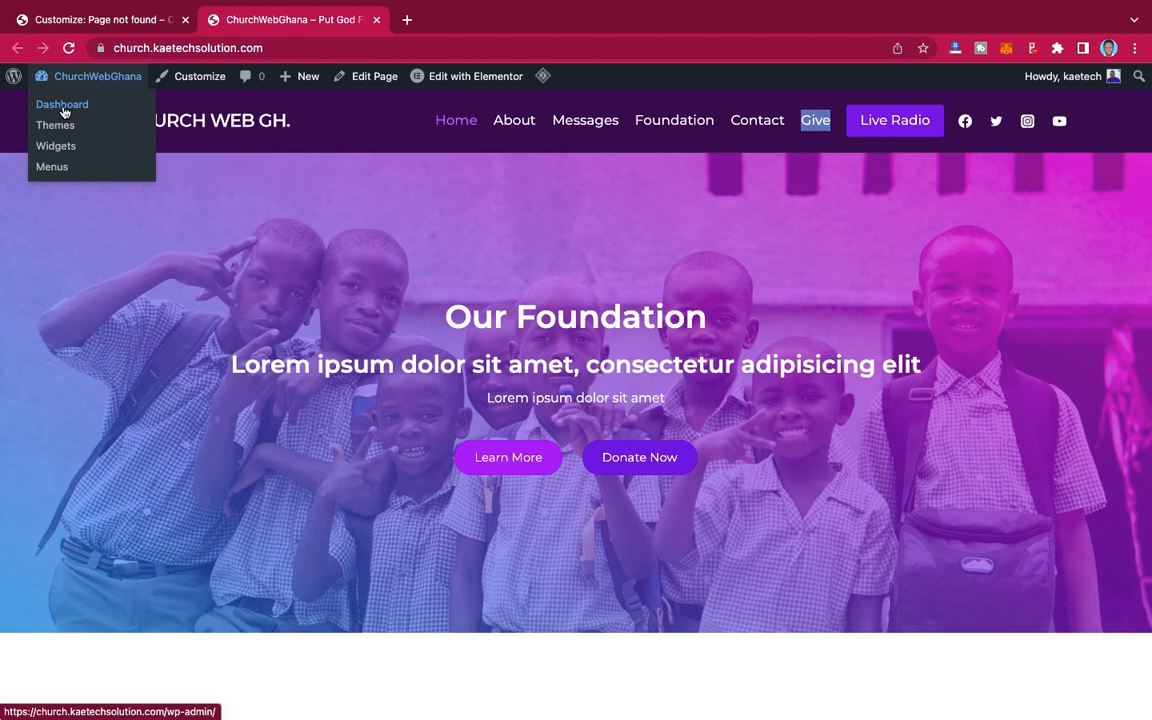 Customize: Page not found – C
ChurchWebGhana – Put God F
church.kaetechsolution.com
ChurchWebGhana
Customize
0
New
Edit Page
Edit with Elementor
Howdy, kaetech
Dashboard
Themes
Widgets
Menus
URCH WEB GH.
Home
About
Messages
Foundation
Contact
Give
Live Radio
Our Foundation
Lorem ipsum dolor sit amet, consectetur adipisicing elit
Lorem ipsum dolor sit amet
Learn More
Donate Now
https://church.kaetechsolution.com/wp-admin/